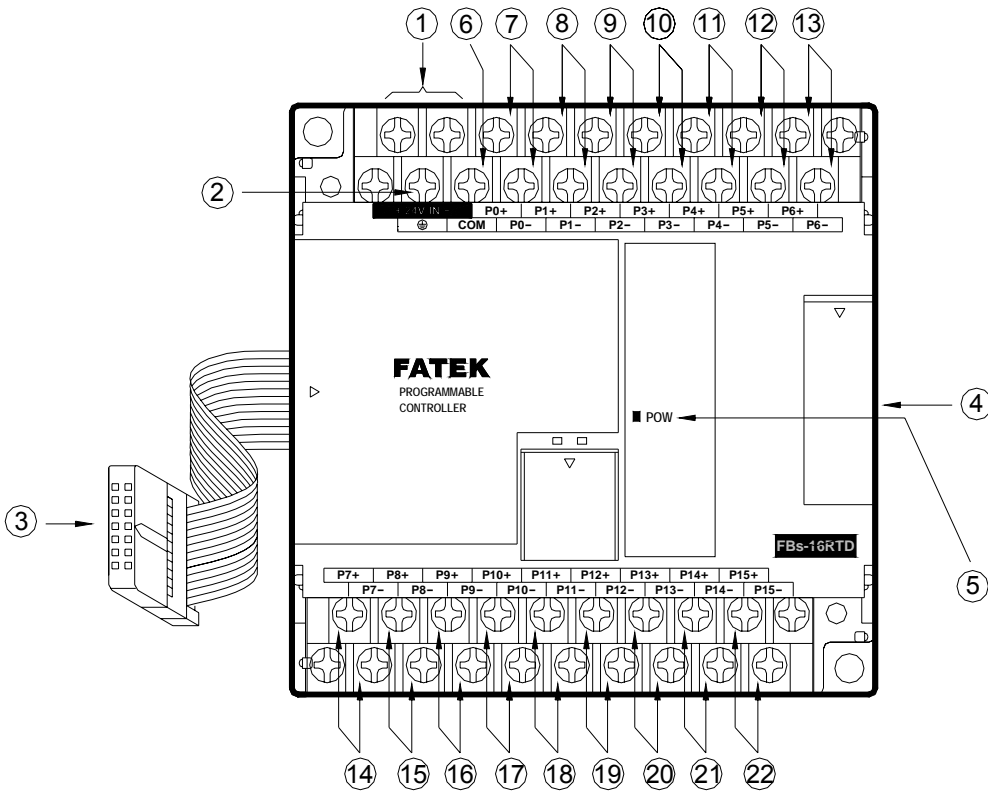 1 6 7 8 9 10 11 12 13
2
+24V IN- P0+ P1+ P2+ P3+ P4+ P5+ P6+
COM P0− P1− P2− P3− P4− P5− P6−
FATEK
PROGRAMMABLE
CONTROLLER
POW
4
3
FBs-16RTD
5
P7+ P8+ P9+ P10+ P11+ P12+ P13+ P14+ P15+
P7− P8− P9− P10− P11− P12− P13− P14− P15−
14 15 16 17 18 19 20 21 22